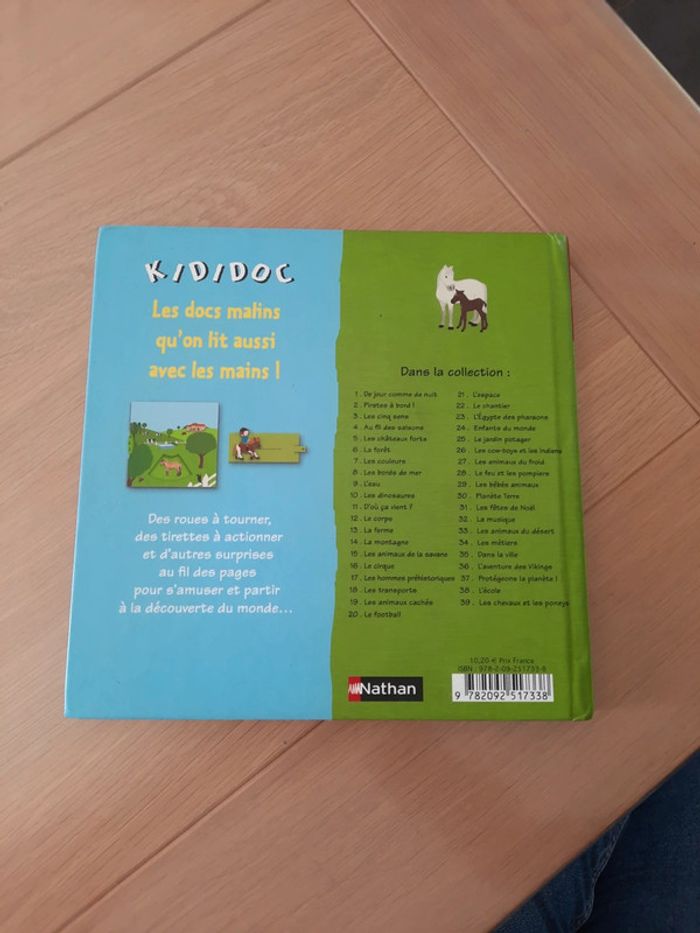 KIDIDOC
Les docs malins
qu'on lit aussi
avec les mains !
Des roues à tourner,
des tirettes à actionner
et d'autres surprises
au fil des pages
pour s'amuser et partir
à la découverte du monde...
Dans la collection :
1 . De jour comme de nuit
2 . Pirates à bord !
3 . Les cinq sens
4 . Au fil des saisons
5 . Les châteaux forts
6 . La forêt
7 . Les couleurs
8 . Les bords de mer
9 . L'eau
10 . Les dinosaures
11 . D'où ça vient ?
12 . Le corps
13 . La ferme
14 . La montagne
15 . Les animaux de la savane
16 . Le cirque
17 . Les hommes préhistoriques
18 . Les transports
19 . Les animaux cachés
20 . Le football
21 . L'espace
22 . Le chantier
23 . L'Égypte des pharaons
24 . Enfants du monde
25 . Le jardin potager
26 . Les cow-boys et les Indiens
27 . Les animaux du froid
28 . Le feu et les pompiers
29 . Les bébés animaux
30 . Planète Terre
31 . Les fêtes de Noël
32 . La musique
33 . Les animaux du désert
34 . Les métiers
35 . Dans la ville
36 . L'aventure des Vikings
37 . Protégeons la planète !
38 . L'école
39 . Les chevaux et les poneys
Nathan
10,20 € Prix France
ISBN : 978-2-09-251733-8
9 782092 517338